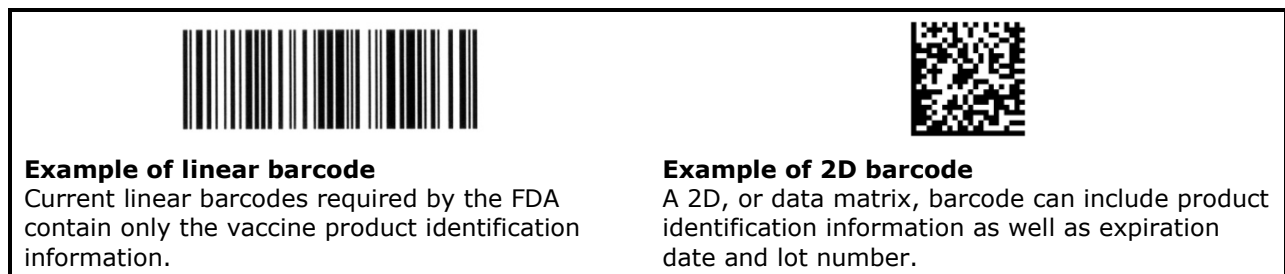 Example of linear barcode
Current linear barcodes required by the FDA
contain only the vaccine product identification
information.
Example of 2D barcode
A 2D, or data matrix, barcode can include product
identification information as well as expiration
date and lot number.